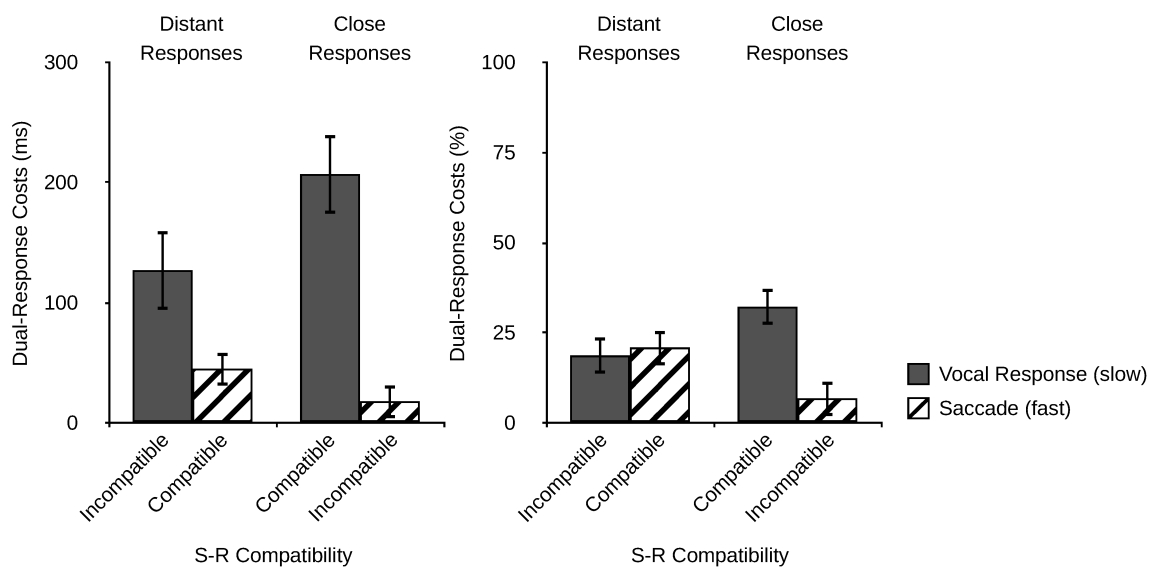 Distant
Responses
Close
Responses
300
200
100
0
Dual-Response Costs (ms)
Incompatible
Compatible
Compatible
Incompatible
S-R Compatibility
Distant
Responses
Close
Responses
100
75
50
25
0
Dual-Response Costs (%)
Incompatible
Compatible
Compatible
Incompatible
S-R Compatibility
Vocal Response (slow)
Saccade (fast)